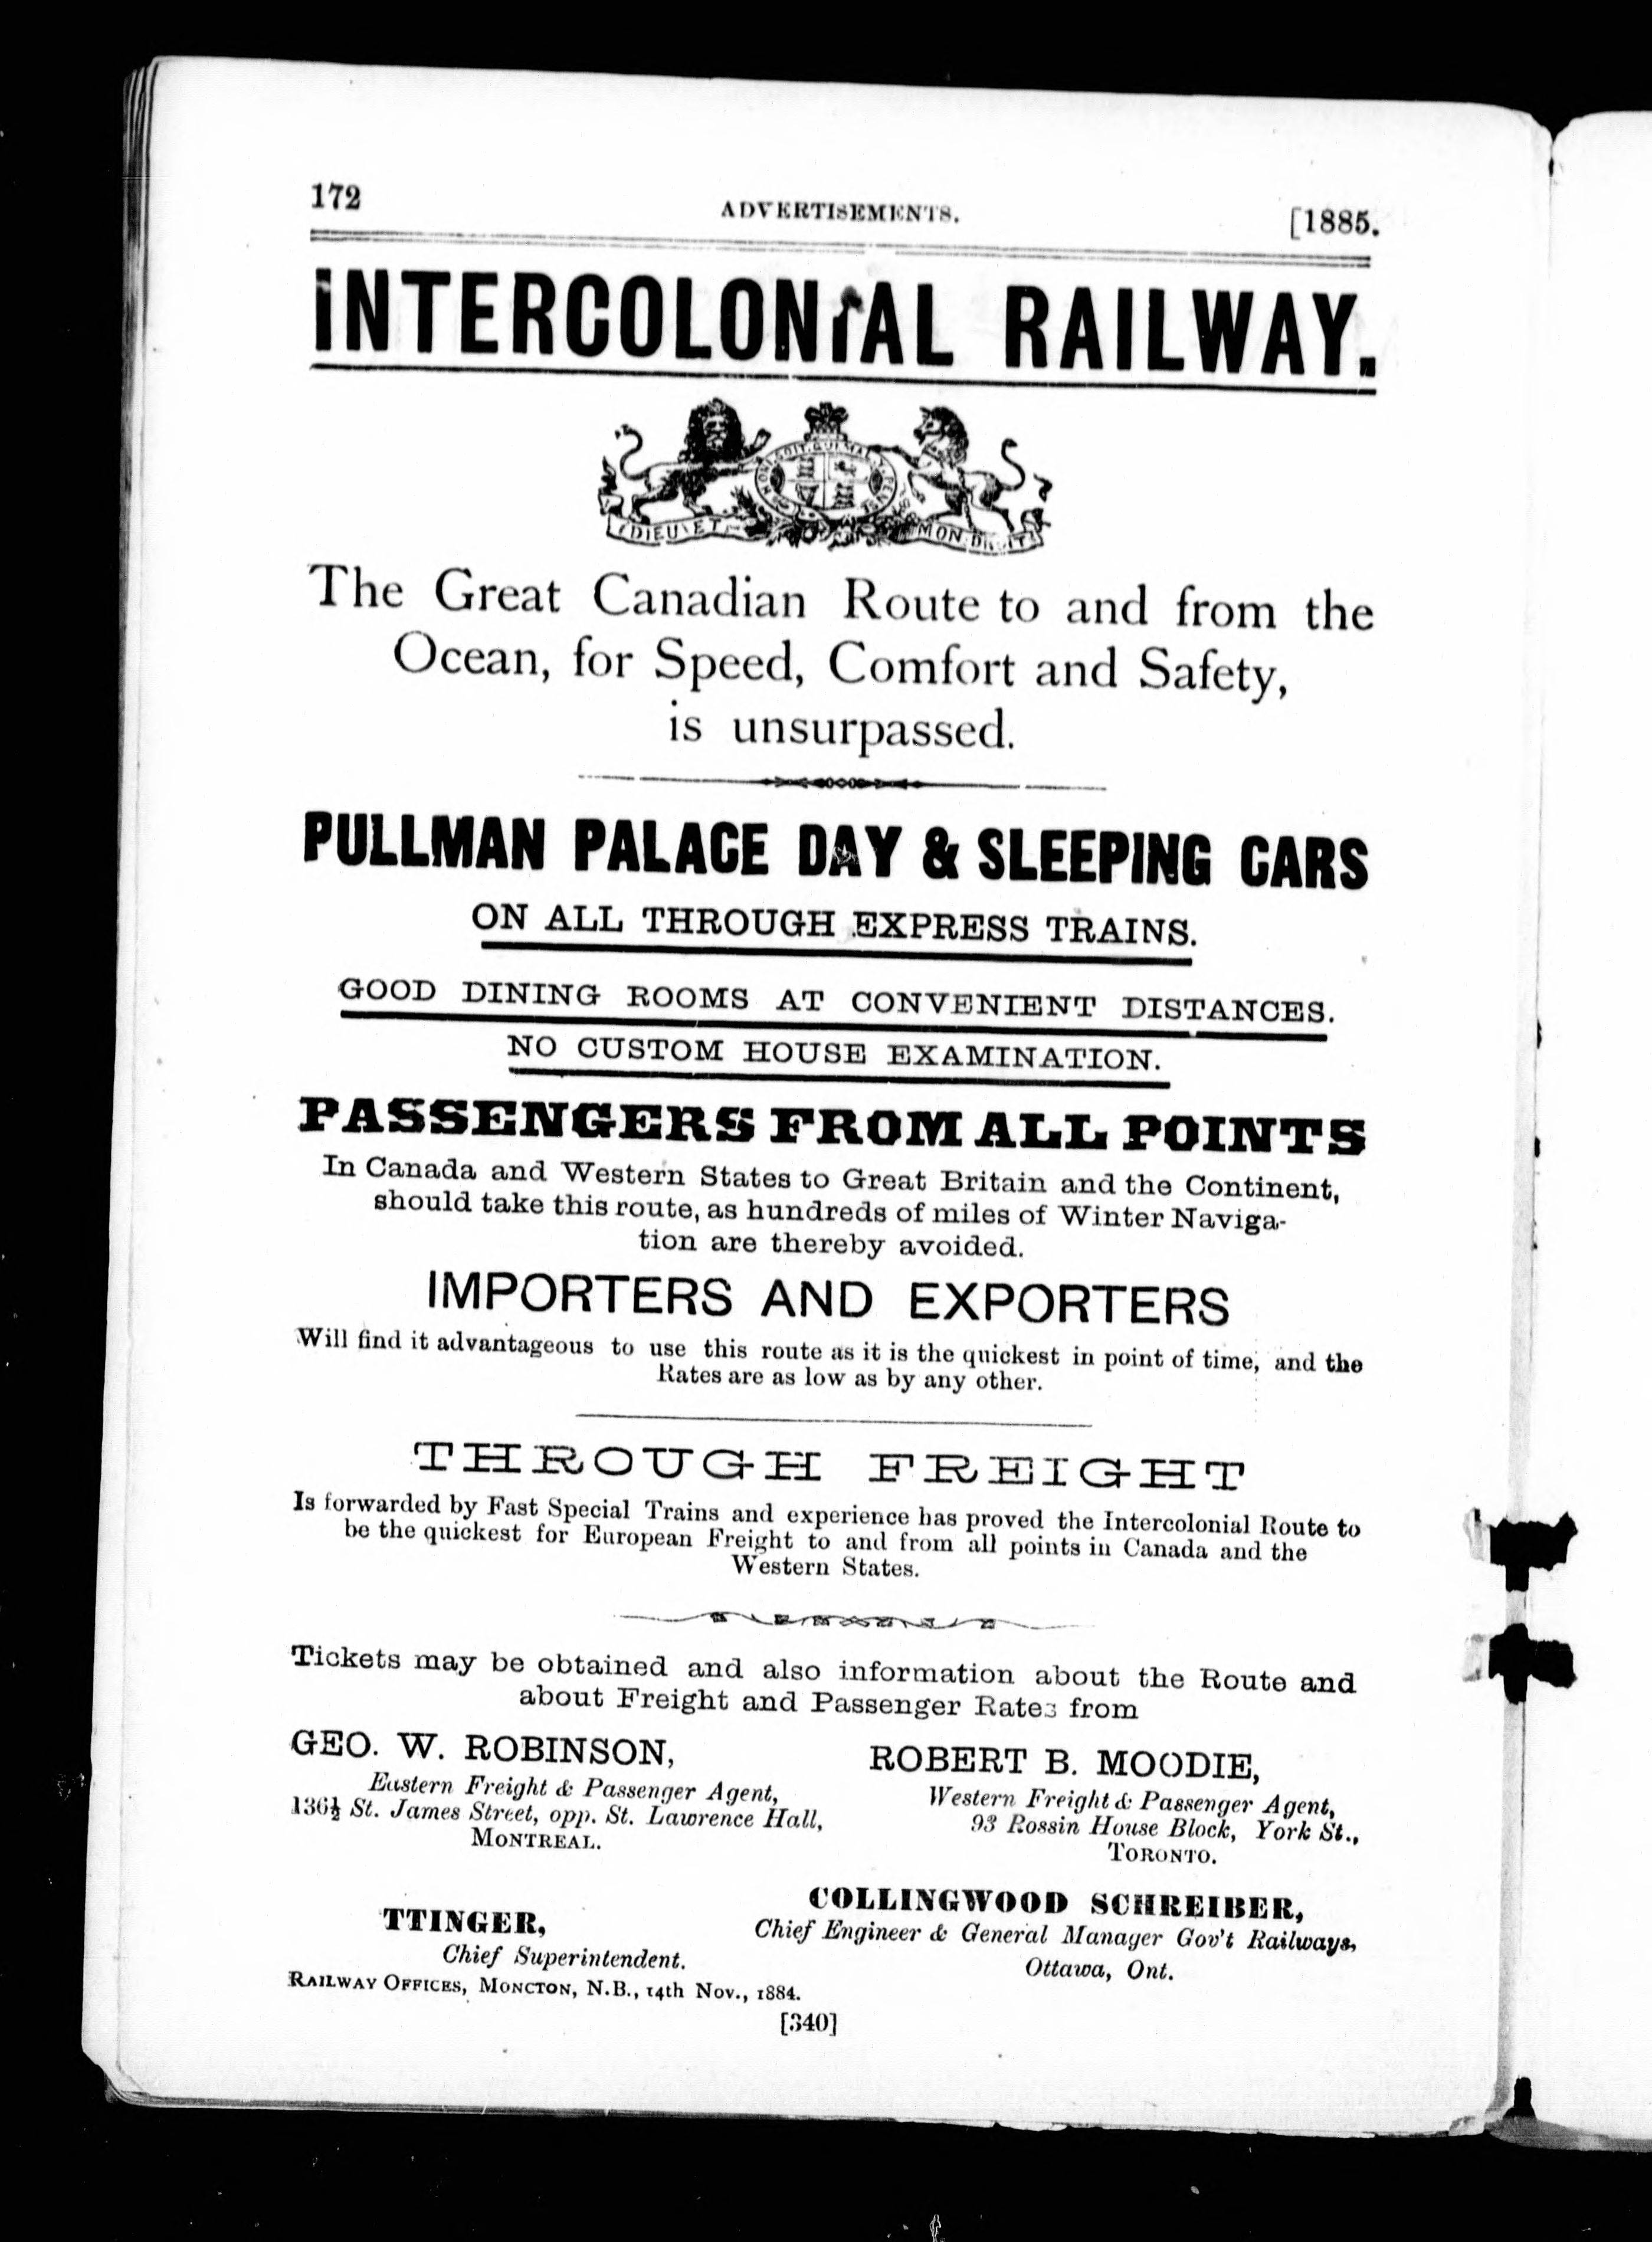 172
ADVERTISEMENTS.
[1885.
INTERCOLONIAL RAILWAY.
HONI SOIT QUI MAL Y PENSE
DIEU ET MON DROIT
The Great Canadian Route to and from the
Ocean, for Speed, Comfort and Safety,
is unsurpassed.
PULLMAN PALACE DAY & SLEEPING CARS
ON ALL THROUGH EXPRESS TRAINS.
GOOD DINING ROOMS AT CONVENIENT DISTANCES.
NO CUSTOM HOUSE EXAMINATION.
PASSENGERS FROM ALL POINTS
In Canada and Western States to Great Britain and the Continent,
should take this route, as hundreds of miles of Winter Naviga-
tion are thereby avoided.
IMPORTERS AND EXPORTERS
Will find it advantageous to use this route as it is the quickest in point of time, and the
Rates are as low as by any other.
THROUGH FREIGHT
Is forwarded by Fast Special Trains and experience has proved the Intercolonial Route to
be the quickest for European Freight to and from all points in Canada and the
Western States.
Tickets may be obtained and also information about the Route and
about Freight and Passenger Rates from
GEO. W. ROBINSON,
Eastern Freight & Passenger Agent,
136½ St. James Street, opp. St. Lawrence Hall,
MONTREAL.
ROBERT B. MOODIE,
Western Freight & Passenger Agent,
93 Rossin House Block, York St.,
TORONTO.
TTINGER,
Chief Superintendent.
COLLINGWOOD SCHREIBER,
Chief Engineer & General Manager Gov't Railways,
Ottawa, Ont.
RAILWAY OFFICES, MONCTON, N.B., 14th Nov., 1884.
[340]